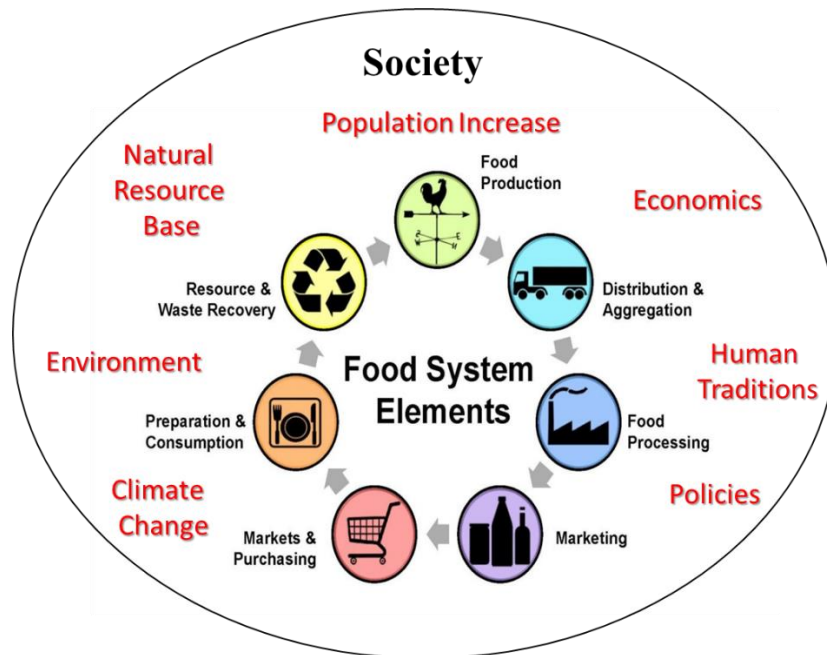 Society
Population Increase
Natural
Resource
Base
Food
Production
Economics
Resource &
Waste Recovery
Distribution &
Aggregation
Environment
Food System
Elements
Human
Traditions
Preparation &
Consumption
Food
Processing
Climate
Change
Policies
Markets &
Purchasing
Marketing